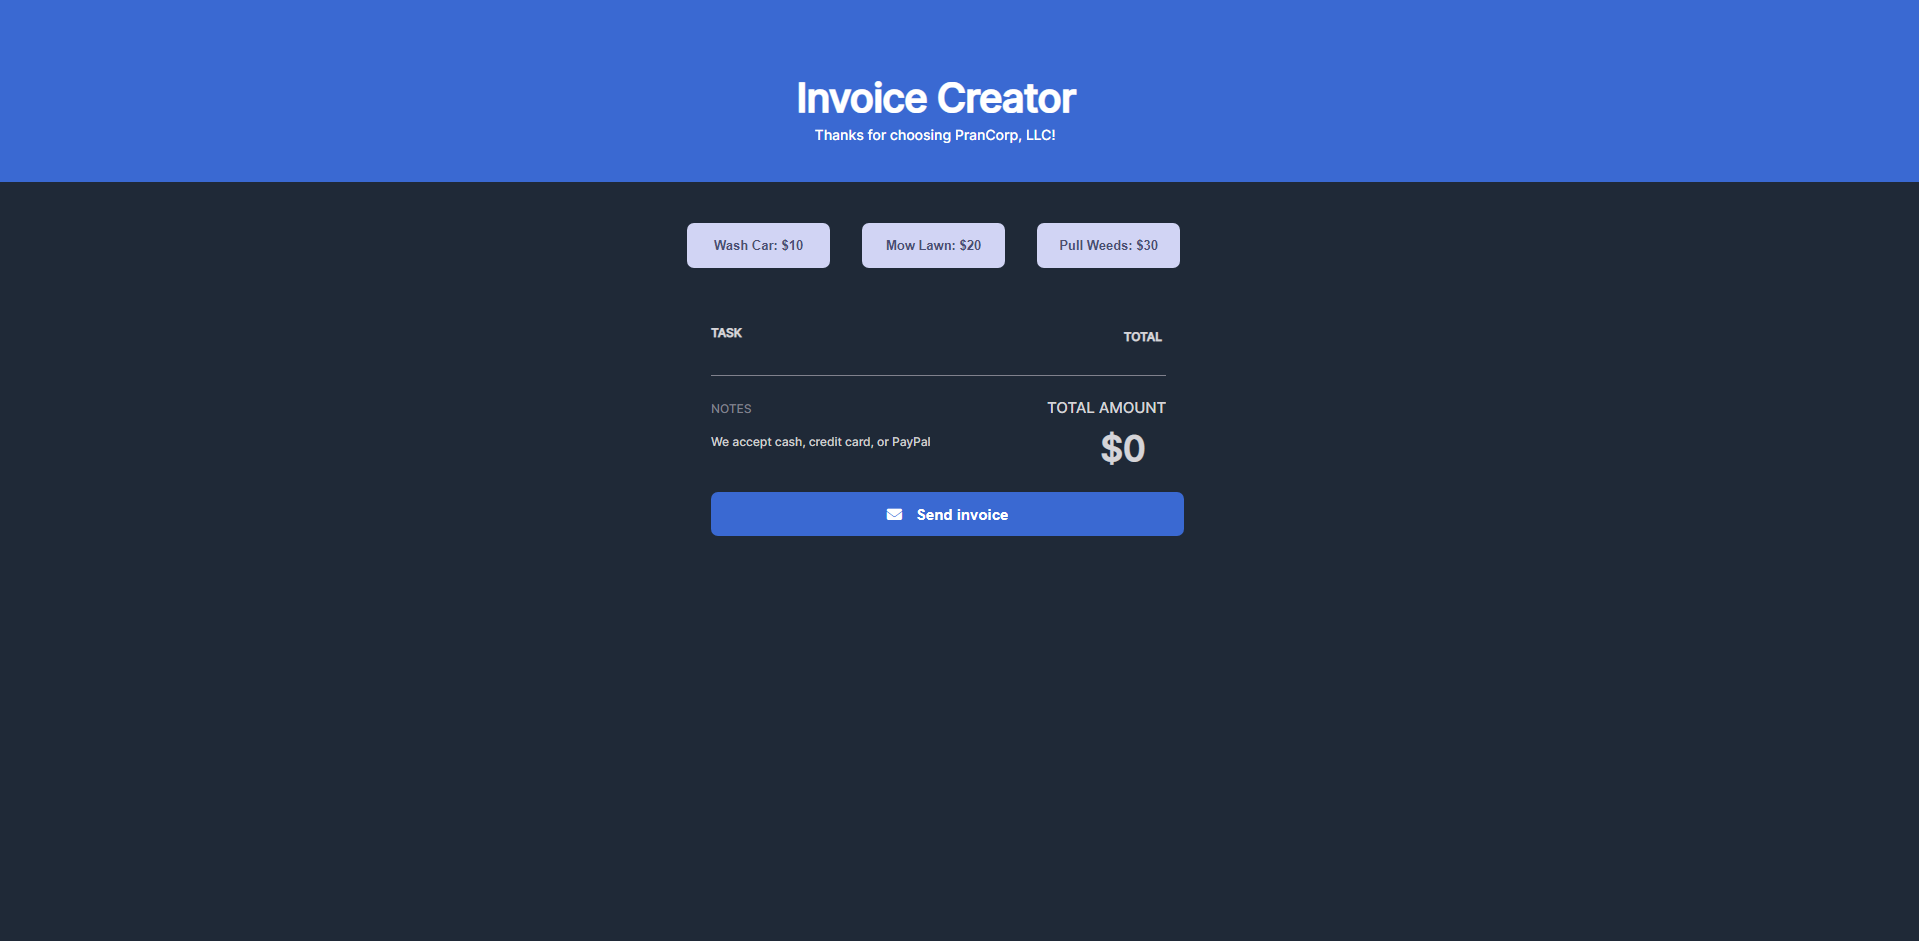 Invoice Creator
Thanks for choosing PranCorp, LLC!
Wash Car: $10
Mow Lawn: $20
Pull Weeds: $30
TASK
TOTAL
NOTES
TOTAL AMOUNT
We accept cash, credit card, or PayPal
$0
Send invoice